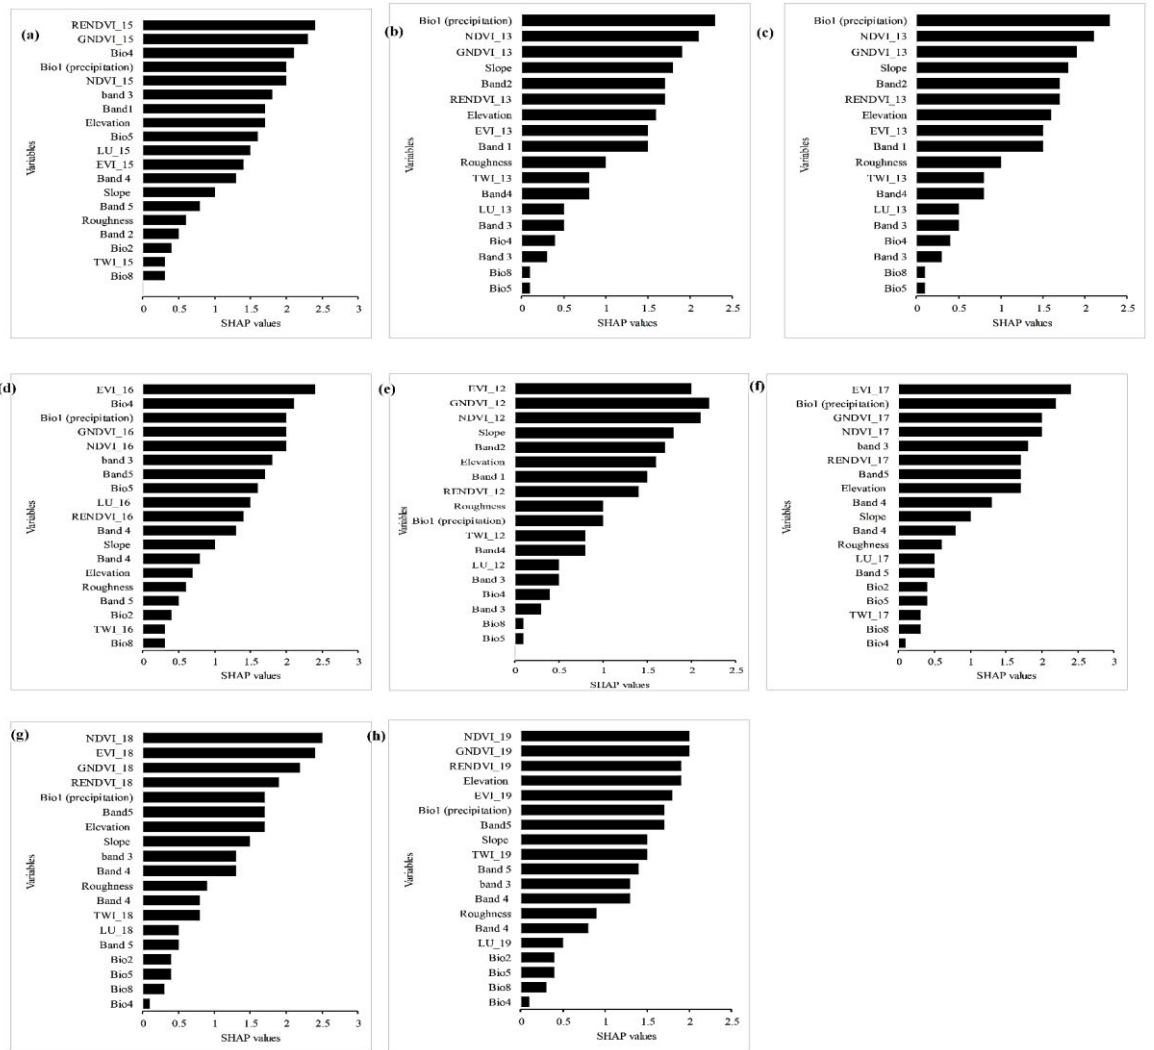 (a)
Variables
RENDVI_15
GNDVI_15
Bio4
Bio1 (precipitation)
NDVI_15
band 3
Band1
Elevation
Bio5
LU_15
EVI_15
Band 4
Slope
Band 5
Roughness
Band 2
Bio2
TWI_15
Bio8
0 0.5 1 1.5 2 2.5 3
SHAP values
(b)
Variables
Bio1 (precipitation)
NDVI_13
GNDVI_13
Slope
Band2
RENDVI_13
Elevation
EVI_13
Band 1
Roughness
TWI_13
Band4
LU_13
Band 3
Bio4
Band 3
Bio8
Bio5
0 0.5 1 1.5 2 2.5
SHAP values
(c)
Variables
Bio1 (precipitation)
NDVI_13
GNDVI_13
Slope
Band2
RENDVI_13
Elevation
EVI_13
Band 1
Roughness
TWI_13
Band4
LU_13
Band 3
Bio4
Band 3
Bio8
Bio5
0 0.5 1 1.5 2 2.5
SHAP values
(d)
Variables
EVI_16
Bio4
Bio1 (precipitation)
GNDVI_16
NDVI_16
band 3
Band5
Bio5
LU_16
RENDVI_16
Band 4
Slope
Band 4
Elevation
Roughness
Band 5
Bio2
TWI_16
Bio8
0 0.5 1 1.5 2 2.5 3
SHAP values
(e)
Variables
EVI_12
GNDVI_12
NDVI_12
Slope
Band2
Elevation
Band 1
RENDVI_12
Roughness
Bio1 (precipitation)
TWI_12
Band4
LU_12
Band 3
Bio4
Band 3
Bio8
Bio5
0 0.5 1 1.5 2 2.5
SHAP values
(f)
Variables
EVI_17
Bio1 (precipitation)
GNDVI_17
NDVI_17
band 3
RENDVI_17
Band5
Elevation
Band 4
Slope
Band 4
Roughness
LU_17
Band 5
Bio2
Bio5
TWI_17
Bio8
Bio4
0 0.5 1 1.5 2 2.5 3
SHAP values
(g)
Variables
NDVI_18
EVI_18
GNDVI_18
RENDVI_18
Bio1 (precipitation)
Band5
Elevation
Slope
band 3
Band 4
Roughness
Band 4
TWI_18
LU_18
Band 5
Bio2
Bio5
Bio8
Bio4
0 0.5 1 1.5 2 2.5 3
SHAP values
(h)
Variables
NDVI_19
GNDVI_19
RENDVI_19
Elevation
EVI_19
Bio1 (precipitation)
Band5
Slope
TWI_19
Band 5
band 3
Band 4
Roughness
Band 4
LU_19
Bio2
Bio5
Bio8
Bio4
0 0.5 1 1.5 2 2.5
SHAP values